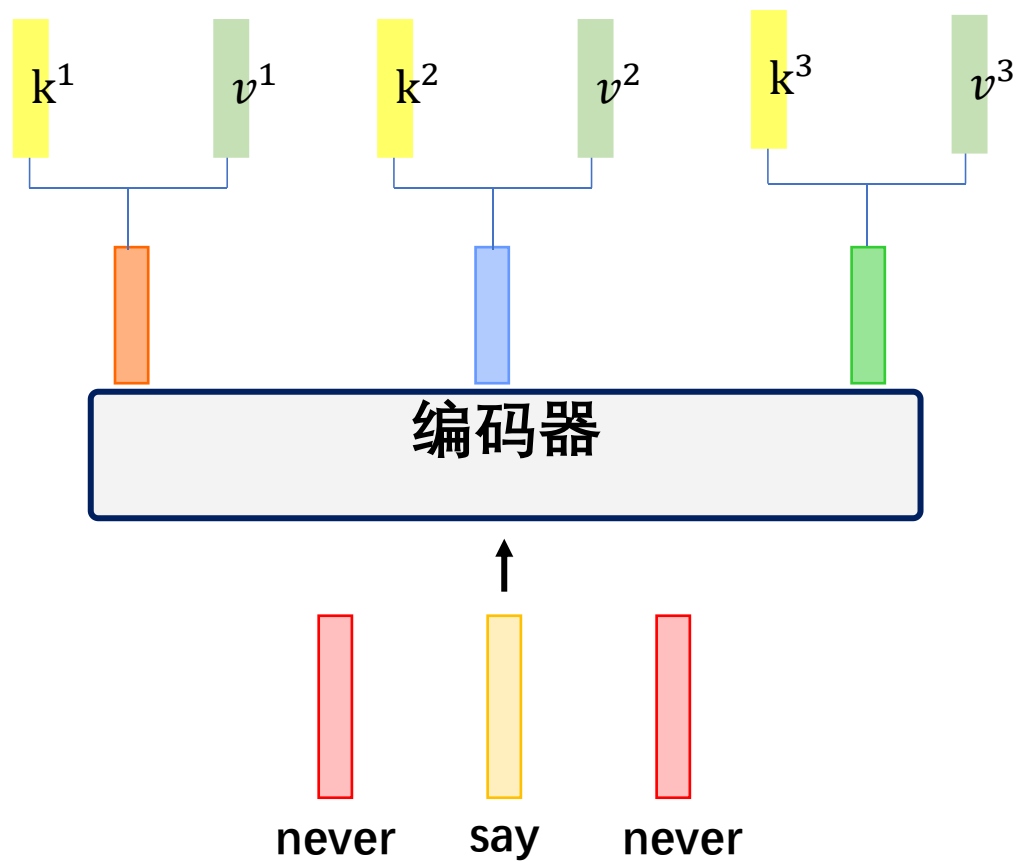 k¹ v¹ k² v² k³ v³
编码器
never say never